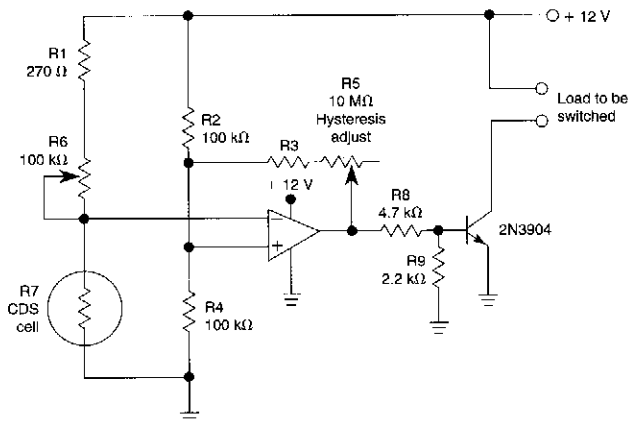 + 12 V
R1
270 Ω
R5
10 MΩ
Hysteresis
adjust
Load to be
switched
R2
100 kΩ
R6
100 kΩ
R3
+ 12 V
R8
4.7 kΩ
−
+
2N3904
R9
2.2 kΩ
R7
CDS
cell
R4
100 kΩ